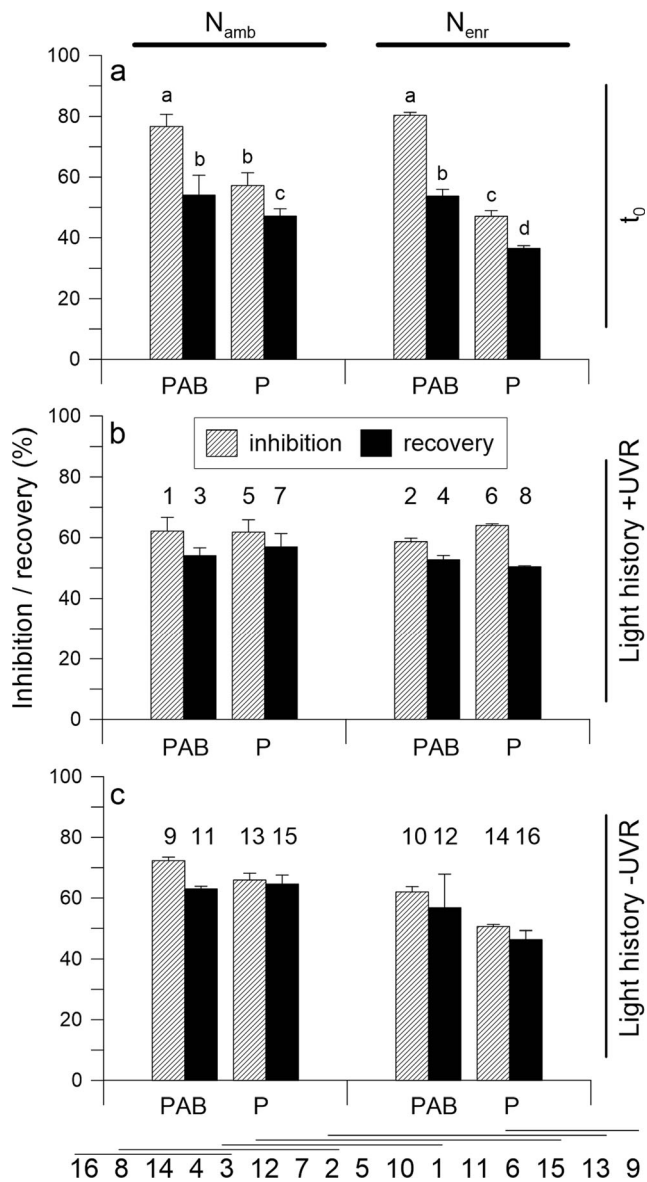 N_amb N_enr
a
100
80
60
40
20
0
a b b c
a b c d
PAB P PAB P
t_0
b
inhibition recovery
100
80
60
40
20
0
1 3 5 7 2 4 6 8
PAB P PAB P
Light history +UVR
Inhibition / recovery (%)
c
100
80
60
40
20
0
9 11 13 15 10 12 14 16
PAB P PAB P
Light history -UVR
16 8 14 4 3 12 7 2 5 10 1 11 6 15 13 9